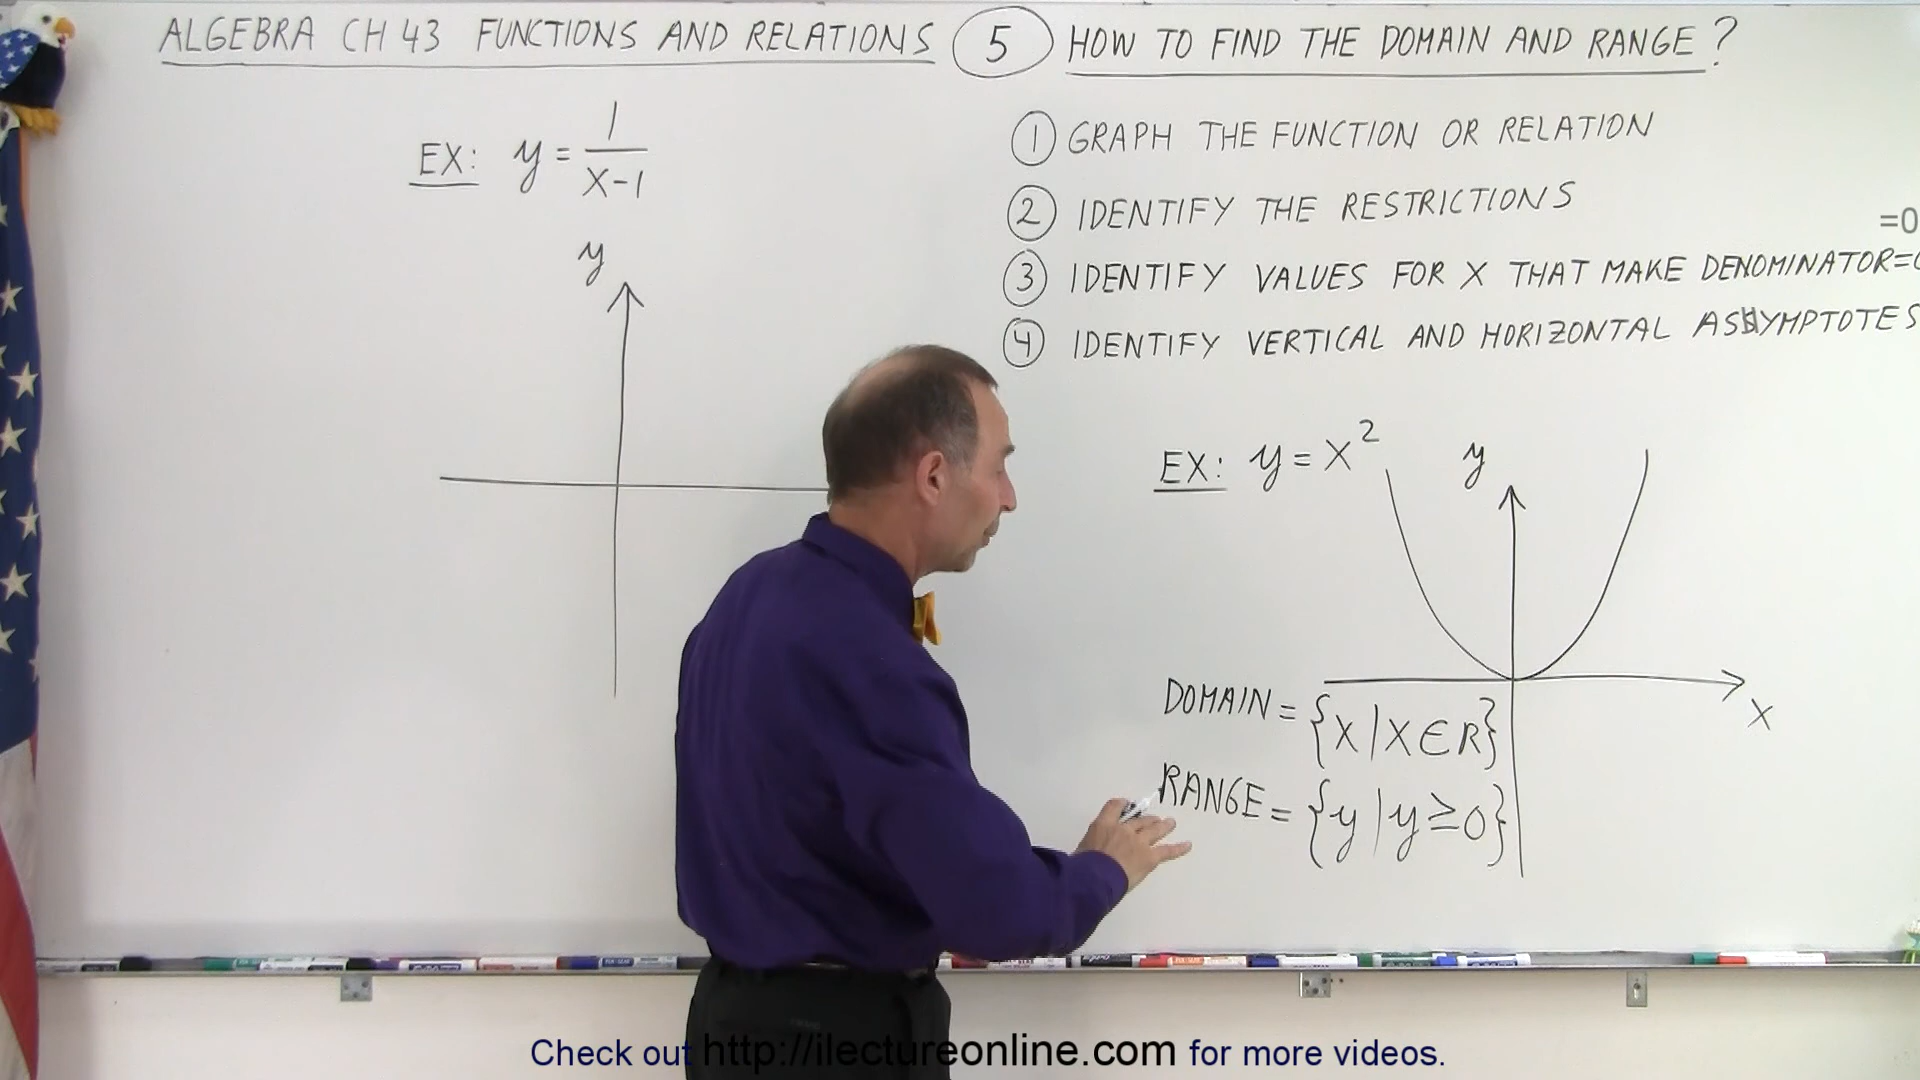 ALGEBRA CH 43 FUNCTIONS AND RELATIONS 5 HOW TO FIND THE DOMAIN AND RANGE?
EX: y = 1/(x-1)
y
1 GRAPH THE FUNCTION OR RELATION
2 IDENTIFY THE RESTRICTIONS
=0
3 IDENTIFY VALUES FOR X THAT MAKE DENOMINATOR=0
4 IDENTIFY VERTICAL AND HORIZONTAL ASYMPTOTES
EX: y = x²
y
x
DOMAIN = {X | X ∈ R}
RANGE = {y | y ≥ 0}
Check out http://ilectureonline.com for more videos.